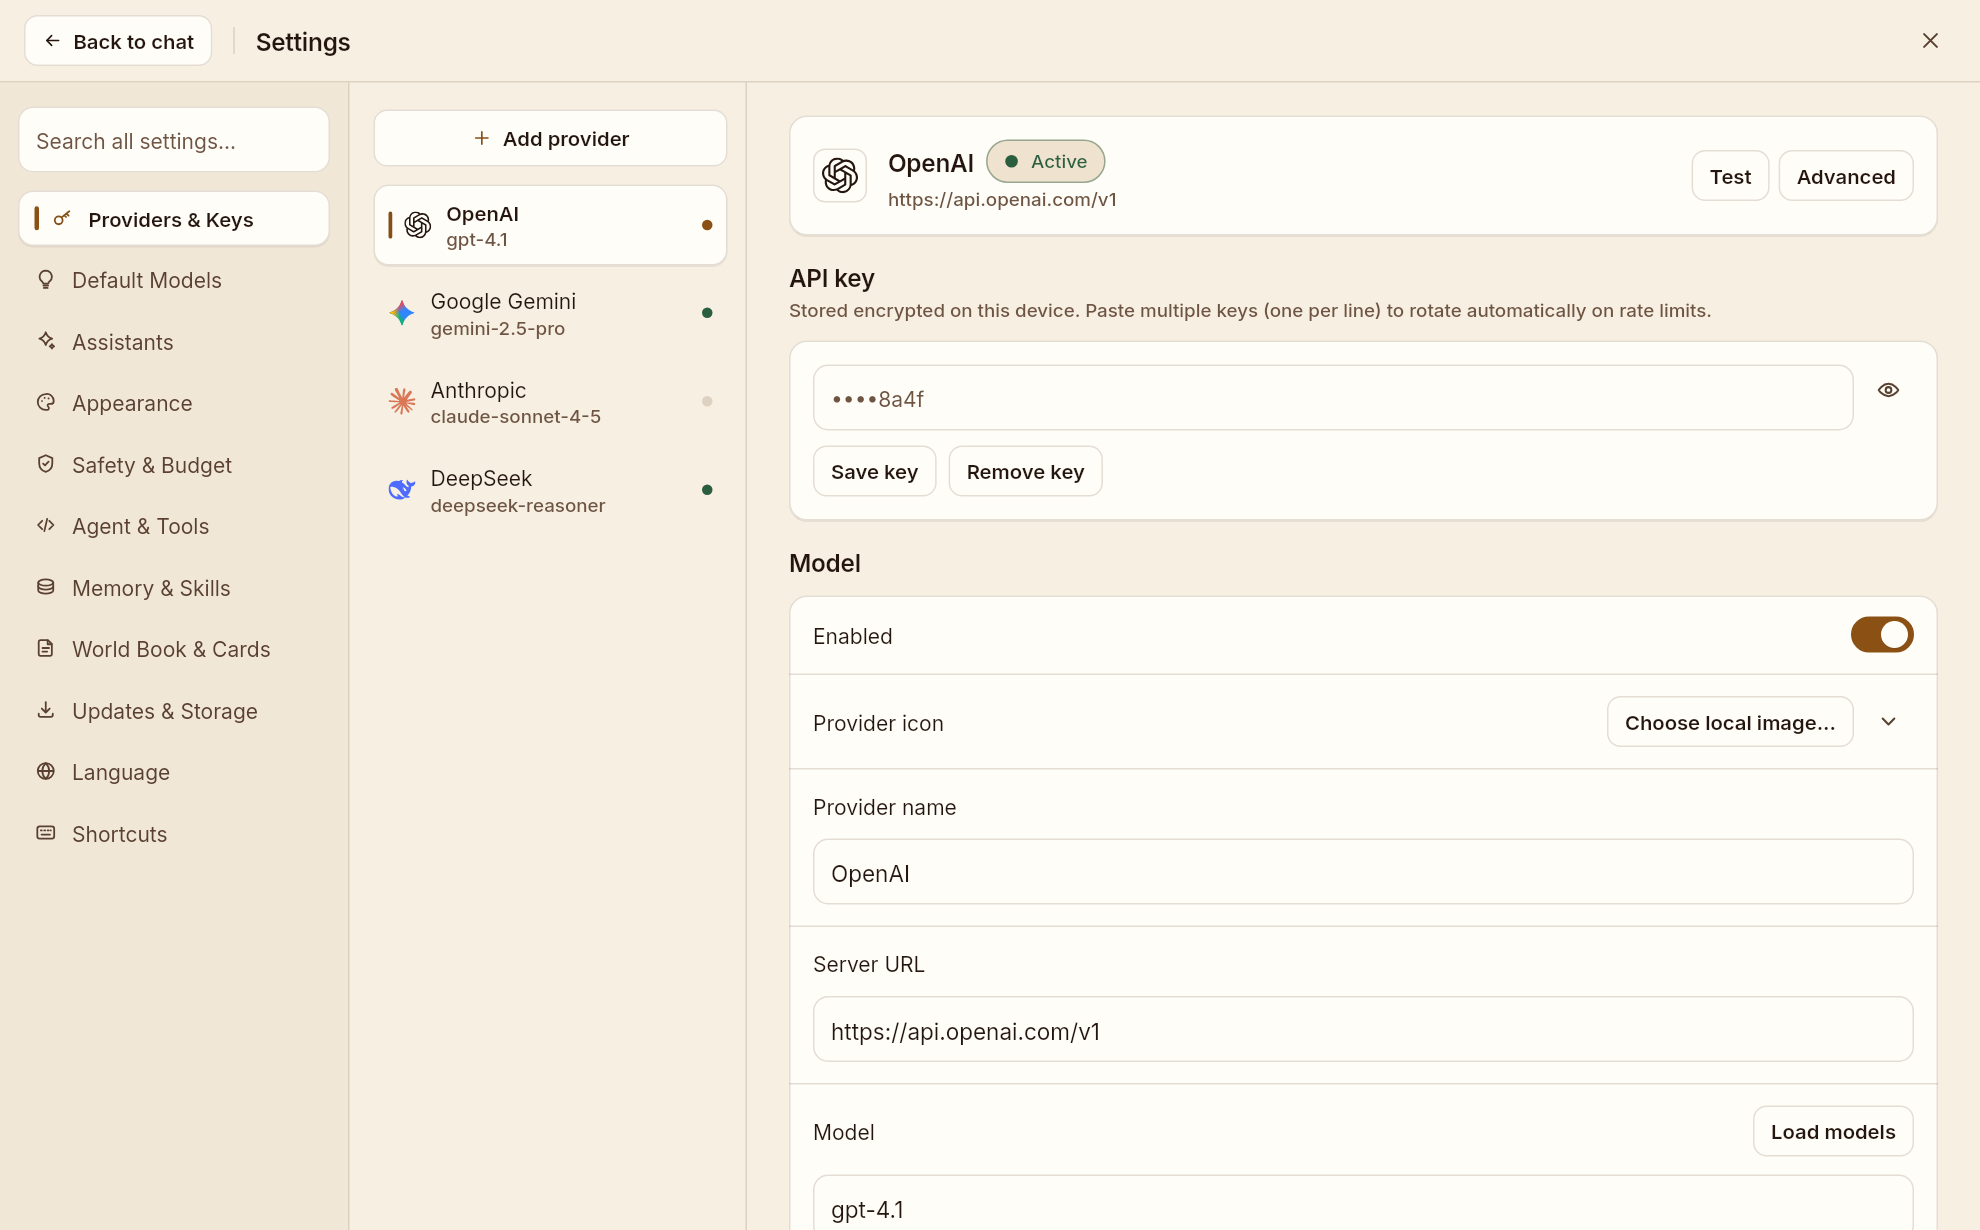 Back to chat
Settings
Search all settings...
Providers & Keys
Default Models
Assistants
Appearance
Safety & Budget
Agent & Tools
Memory & Skills
World Book & Cards
Updates & Storage
Language
Shortcuts
Add provider
OpenAI
gpt-4.1
Google Gemini
gemini-2.5-pro
Anthropic
claude-sonnet-4-5
DeepSeek
deepseek-reasoner
OpenAI
Active
https://api.openai.com/v1
Test
Advanced
API key
Stored encrypted on this device. Paste multiple keys (one per line) to rotate automatically on rate limits.
••••8a4f
Save key
Remove key
Model
Enabled
Provider icon
Choose local image...
Provider name
OpenAI
Server URL
https://api.openai.com/v1
Model
Load models
gpt-4.1